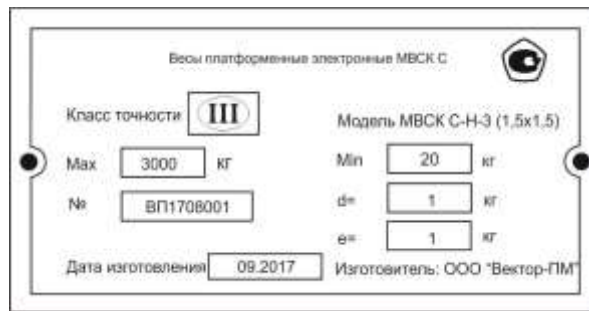 Весы платформенные электронные МВСК С
Класс точности III
Модель МВСК С-Н-3 (1,5х1,5)
Max 3000 кг
Min 20 кг
№ ВП1708001
d= 1 кг
e= 1 кг
Дата изготовления 09.2017
Изготовитель: ООО "Вектор-ПМ"